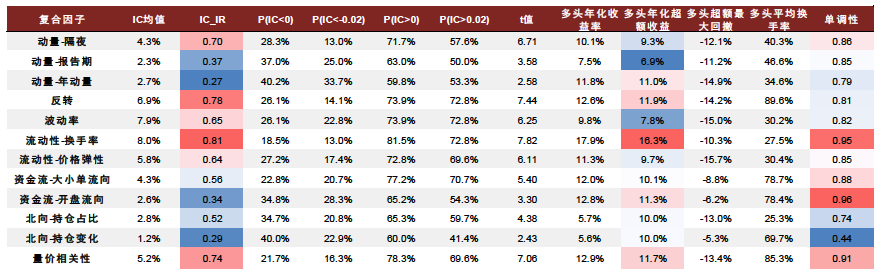 复合因子 IC均值 IC_IR P(IC<0) P(IC<-0.02) P(IC>0) P(IC>0.02) t值 多头年化收益率 多头年化超额收益 多头超额最大回撤 多头平均换手率 单调性
动量-隔夜 4.3% 0.70 28.3% 13.0% 71.7% 57.6% 6.71 10.1% 9.3% -12.1% 40.3% 0.86
动量-报告期 2.3% 0.37 37.0% 25.0% 63.0% 50.0% 3.58 7.5% 6.9% -11.2% 46.6% 0.85
动量-年动量 2.7% 0.27 40.2% 33.7% 59.8% 53.3% 2.58 11.8% 11.0% -14.9% 34.6% 0.79
反转 6.9% 0.78 26.1% 14.1% 73.9% 72.8% 7.44 12.6% 11.9% -14.2% 89.6% 0.81
波动率 7.9% 0.65 26.1% 22.8% 73.9% 72.8% 6.25 9.8% 7.8% -15.0% 30.2% 0.82
流动性-换手率 8.0% 0.81 18.5% 13.0% 81.5% 72.8% 7.82 17.9% 16.3% -10.3% 27.5% 0.95
流动性-价格弹性 5.8% 0.64 27.2% 17.4% 72.8% 69.6% 6.11 11.3% 9.7% -15.7% 30.4% 0.85
资金流-大小单流向 4.3% 0.56 22.8% 20.7% 77.2% 70.7% 5.40 12.0% 10.1% -8.8% 78.7% 0.88
资金流-开盘流向 2.6% 0.34 34.8% 28.3% 65.2% 54.3% 3.30 12.8% 11.3% -6.2% 78.4% 0.96
北向-持仓占比 2.8% 0.52 34.7% 20.8% 65.3% 59.7% 4.38 5.7% 10.0% -13.0% 25.3% 0.74
北向-持仓变化 1.2% 0.29 40.0% 22.9% 60.0% 41.4% 2.43 5.6% 10.0% -5.3% 69.7% 0.44
量价相关性 5.2% 0.74 21.7% 16.3% 78.3% 69.6% 7.06 12.9% 11.7% -13.4% 85.3% 0.91